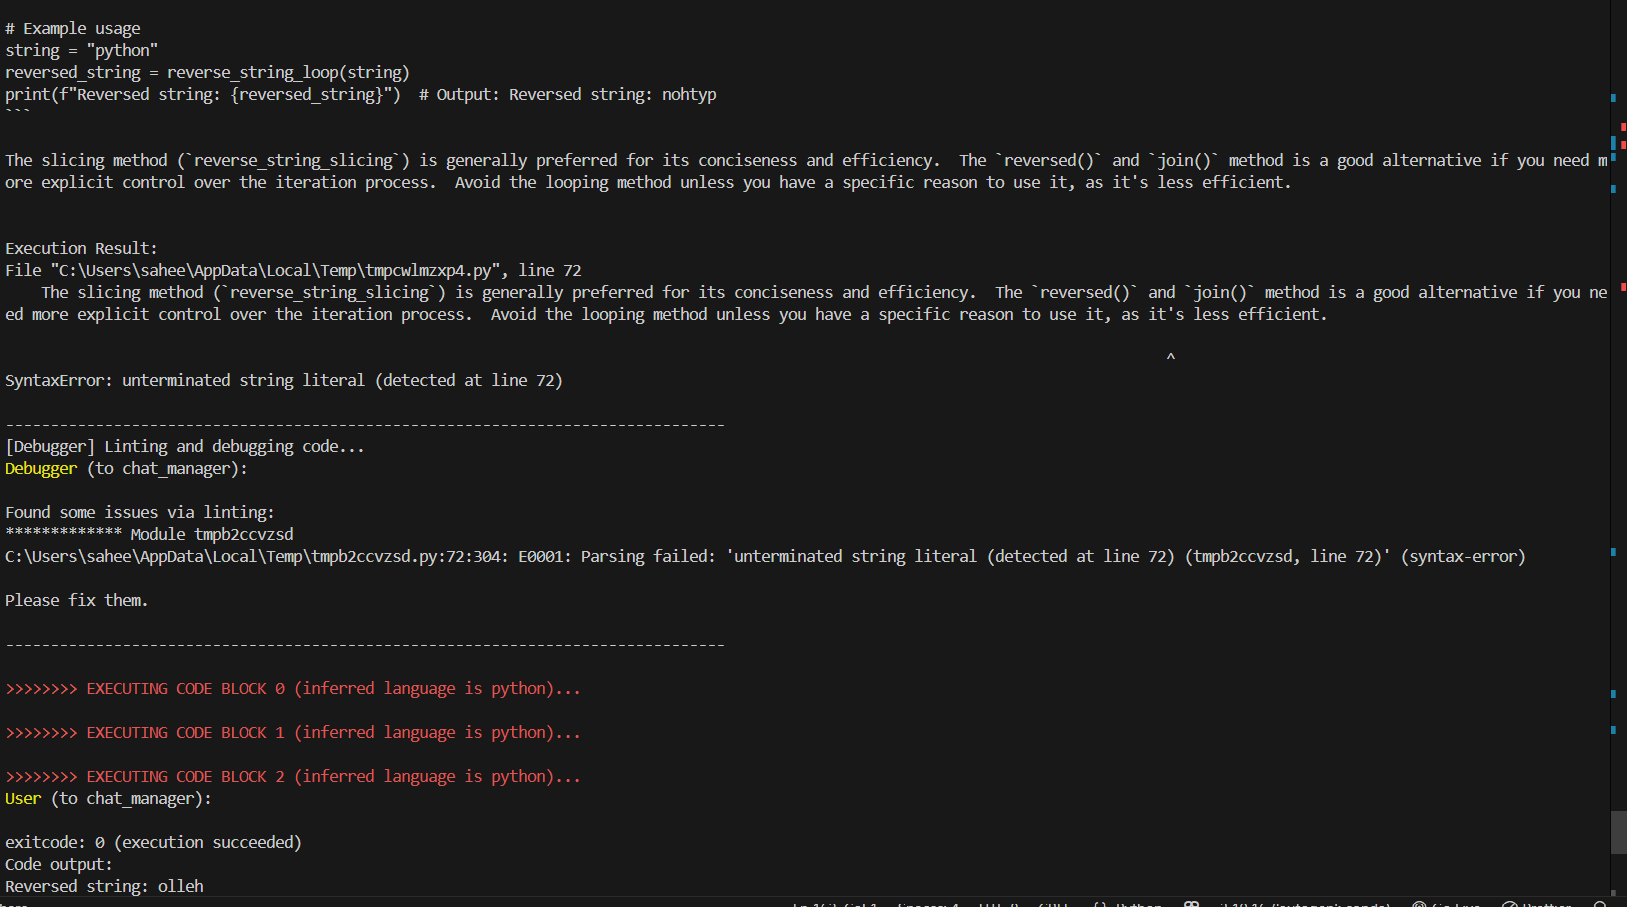 # Example usage
string = "python"
reversed_string = reverse_string_loop(string)
print(f"Reversed string: {reversed_string}")  # Output: Reversed string: nohtyp
```
The slicing method (`reverse_string_slicing`) is generally preferred for its conciseness and efficiency.  The `reversed()` and `join()` method is a good alternative if you need m
ore explicit control over the iteration process.  Avoid the looping method unless you have a specific reason to use it, as it's less efficient.
Execution Result:
File "C:\Users\sahee\AppData\Local\Temp\tmpcwlmzxp4.py", line 72
    The slicing method (`reverse_string_slicing`) is generally preferred for its conciseness and efficiency.  The `reversed()` and `join()` method is a good alternative if you ne
ed more explicit control over the iteration process.  Avoid the looping method unless you have a specific reason to use it, as it's less efficient.
^
SyntaxError: unterminated string literal (detected at line 72)
--------------------------------------------------------------------------------
[Debugger] Linting and debugging code...
Debugger (to chat_manager):
Found some issues via linting:
************* Module tmpb2ccvzsd
C:\Users\sahee\AppData\Local\Temp\tmpb2ccvzsd.py:72:304: E0001: Parsing failed: 'unterminated string literal (detected at line 72) (tmpb2ccvzsd, line 72)' (syntax-error)
Please fix them.
--------------------------------------------------------------------------------
>>>>>>>> EXECUTING CODE BLOCK 0 (inferred language is python)...
>>>>>>>> EXECUTING CODE BLOCK 1 (inferred language is python)...
>>>>>>>> EXECUTING CODE BLOCK 2 (inferred language is python)...
User (to chat_manager):
exitcode: 0 (execution succeeded)
Code output:
Reversed string: olleh